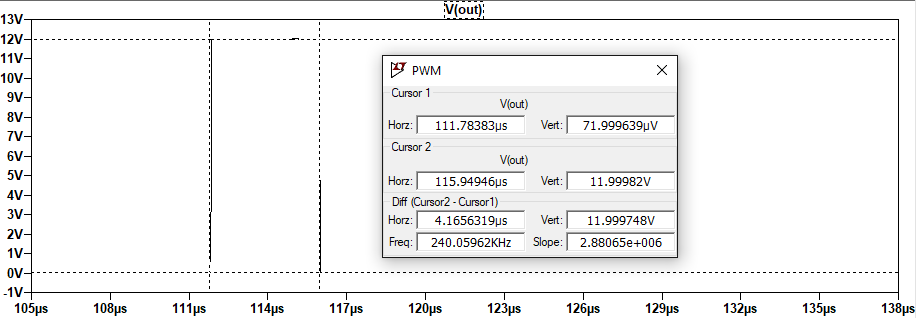 V(out)
13V
12V
11V
10V
9V
8V
7V
6V
5V
4V
3V
2V
1V
0V
-1V
PWM
Cursor 1
V(out)
Horz: 111.78383µs Vert: 71.999639µV
Cursor 2
V(out)
Horz: 115.94946µs Vert: 11.99982V
Diff (Cursor2 - Cursor1)
Horz: 4.1656319µs Vert: 11.999748V
Freq: 240.05962KHz Slope: 2.88065e+006
105µs 108µs 111µs 114µs 117µs 120µs 123µs 126µs 129µs 132µs 135µs 138µs